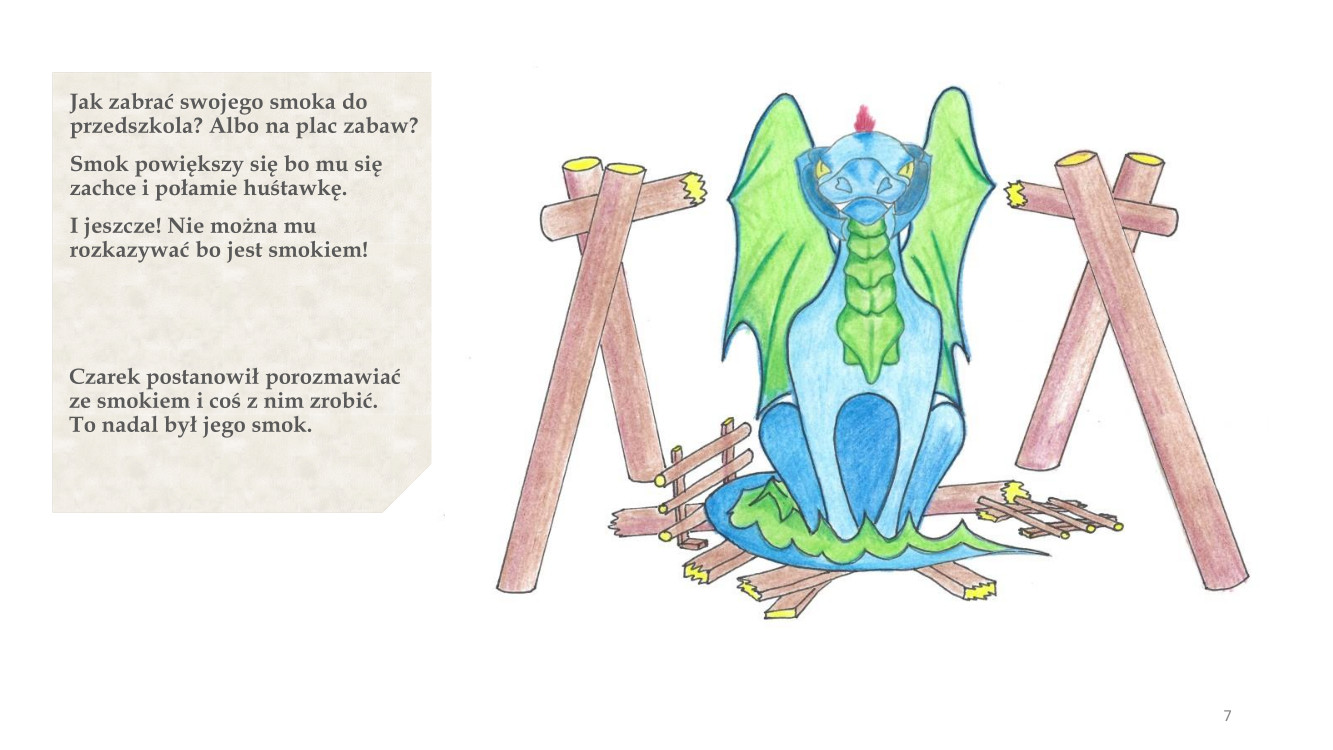 Jak zabrać swojego smoka do
przedszkola? Albo na plac zabaw?
Smok powiększy się bo mu się
zachce i połamie huśtawkę.
I jeszcze! Nie można mu
rozkazywać bo jest smokiem!
Czarek postanowił porozmawiać
ze smokiem i coś z nim zrobić.
To nadal był jego smok.
7